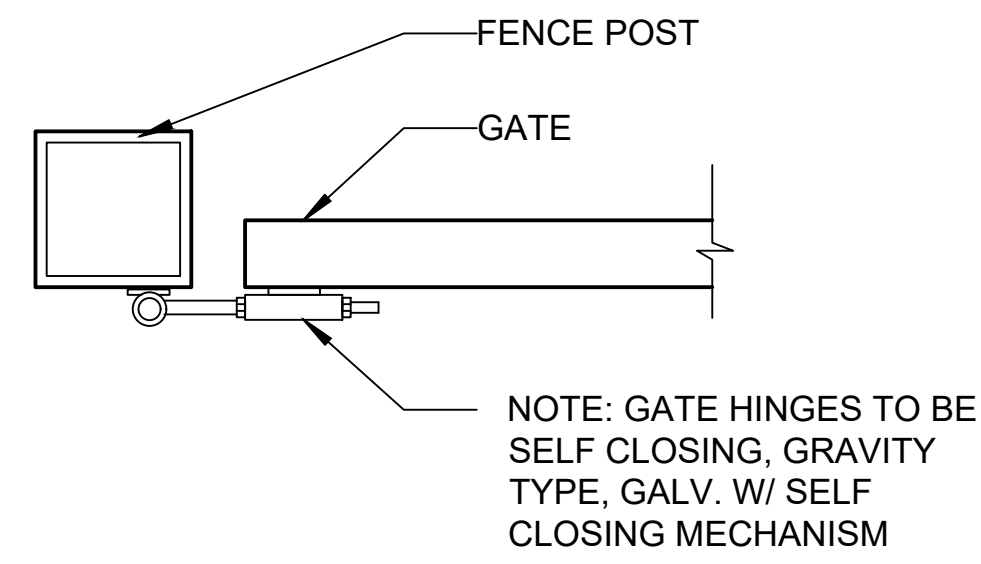 FENCE POST
GATE
NOTE: GATE HINGES TO BE
SELF CLOSING, GRAVITY
TYPE, GALV. W/ SELF
CLOSING MECHANISM